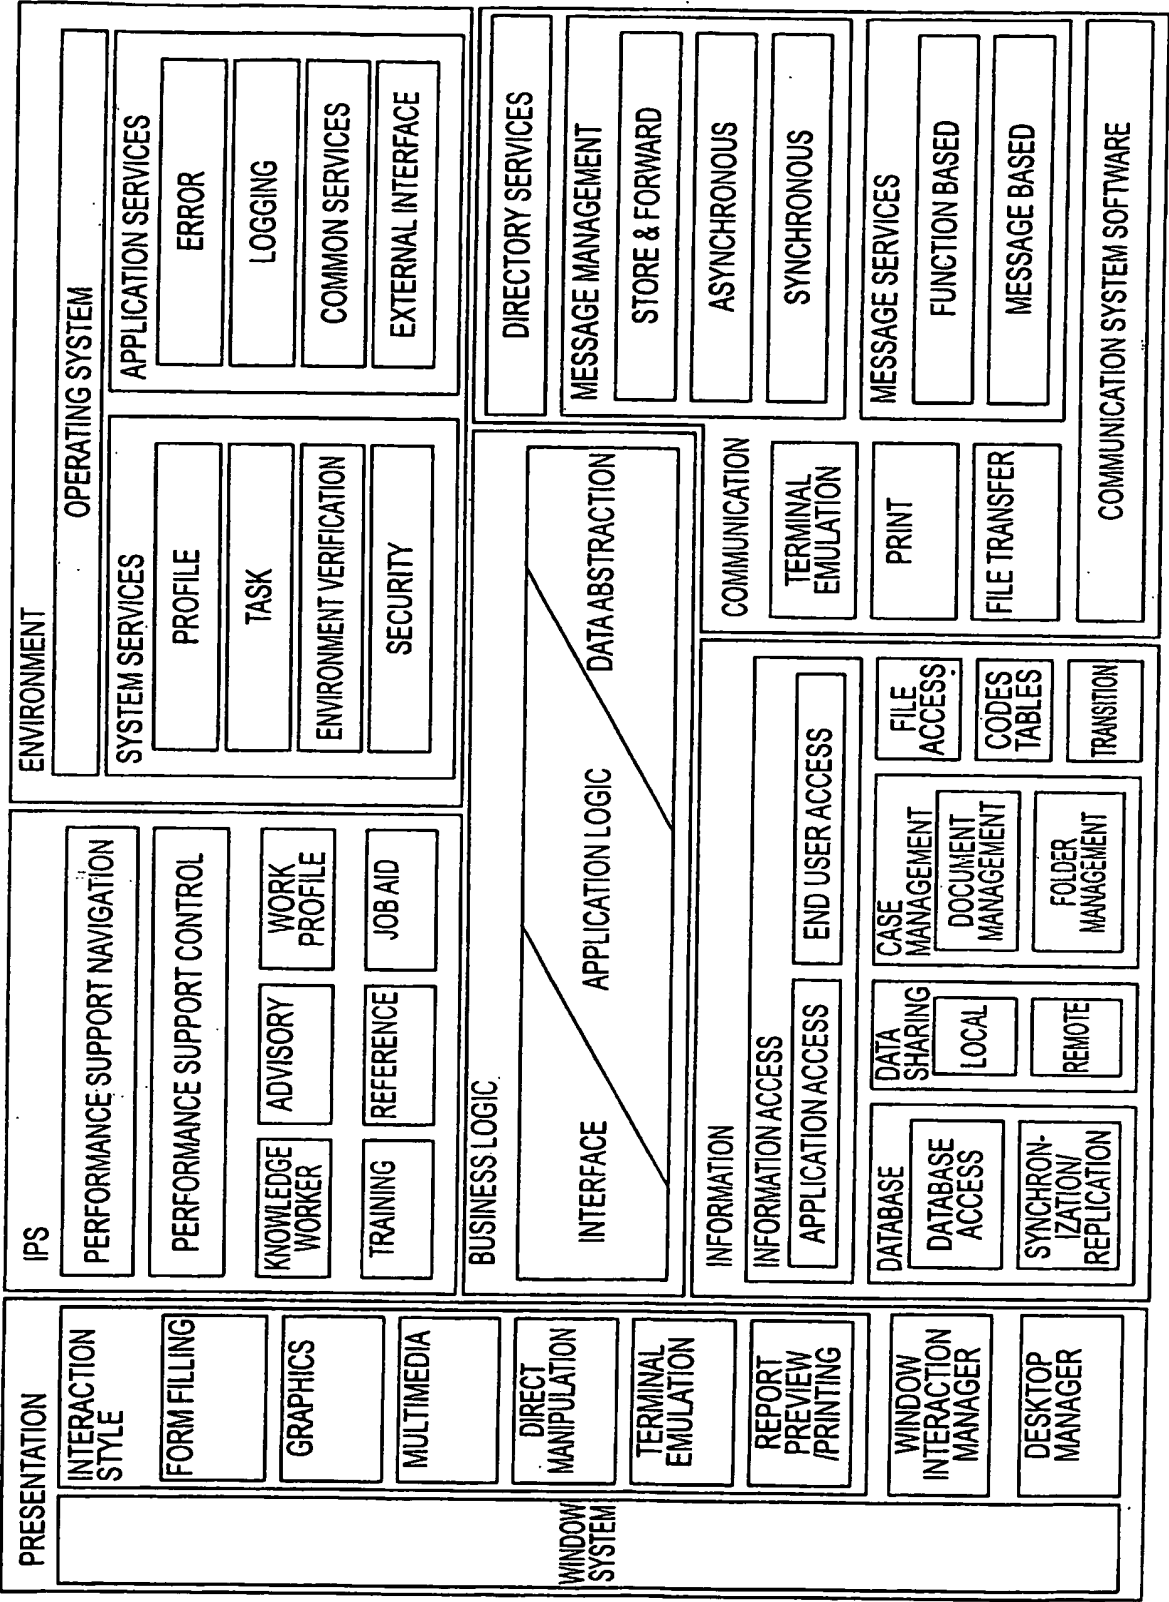 PRESENTATION
WINDOW
SYSTEM
INTERACTION
STYLE
FORM FILLING
GRAPHICS
MULTIMEDIA
DIRECT
MANIPULATION
TERMINAL
EMULATION
REPORT
PREVIEW
/PRINTING
WINDOW
INTERACTION
MANAGER
DESKTOP
MANAGER
IPS
PERFORMANCE SUPPORT NAVIGATION
PERFORMANCE SUPPORT CONTROL
KNOWLEDGE
WORKER
ADVISORY
WORK
PROFILE
TRAINING
REFERENCE
JOB AID
ENVIRONMENT
OPERATING SYSTEM
SYSTEM SERVICES
PROFILE
TASK
ENVIRONMENT VERIFICATION
SECURITY
APPLICATION SERVICES
ERROR
LOGGING
COMMON SERVICES
EXTERNAL INTERFACE
BUSINESS LOGIC
INTERFACE
APPLICATION LOGIC
DATA ABSTRACTION
INFORMATION
INFORMATION ACCESS
APPLICATION ACCESS
END USER ACCESS
DATABASE
DATABASE
ACCESS
SYNCHRON-
IZATION/
REPLICATION
DATA
SHARING
LOCAL
REMOTE
CASE
MANAGEMENT
DOCUMENT
MANAGEMENT
FOLDER
MANAGEMENT
FILE
ACCESS
CODES
TABLES
TRANSITION
COMMUNICATION
TERMINAL
EMULATION
PRINT
FILE TRANSFER
DIRECTORY SERVICES
MESSAGE MANAGEMENT
STORE & FORWARD
ASYNCHRONOUS
SYNCHRONOUS
MESSAGE SERVICES
FUNCTION BASED
MESSAGE BASED
COMMUNICATION SYSTEM SOFTWARE